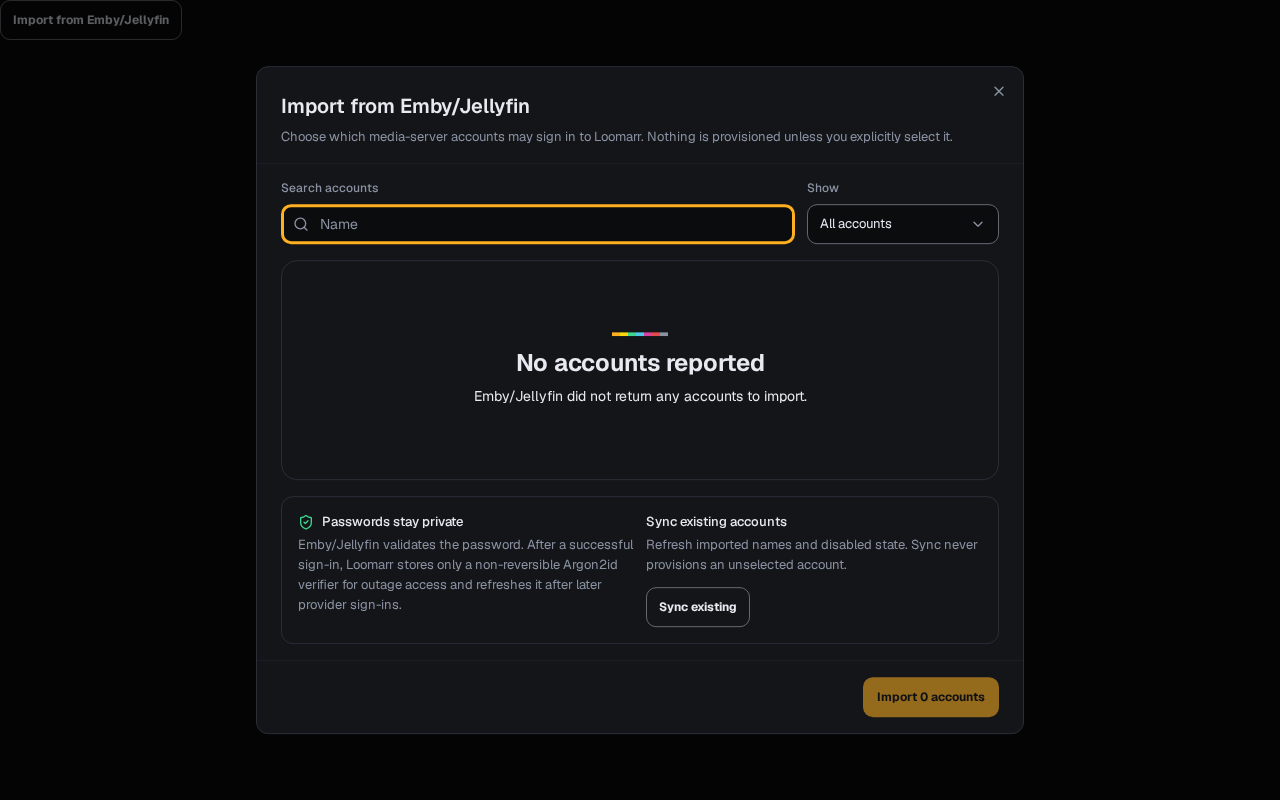 Import from Emby/Jellyfin
Import from Emby/Jellyfin
Choose which media-server accounts may sign in to Loomarr. Nothing is provisioned unless you explicitly select it.
Search accounts
Show
Name
All accounts
No accounts reported
Emby/Jellyfin did not return any accounts to import.
Passwords stay private
Emby/Jellyfin validates the password. After a successful
sign-in, Loomarr stores only a non-reversible Argon2id
verifier for outage access and refreshes it after later
provider sign-ins.
Sync existing accounts
Refresh imported names and disabled state. Sync never
provisions an unselected account.
Sync existing
Import 0 accounts